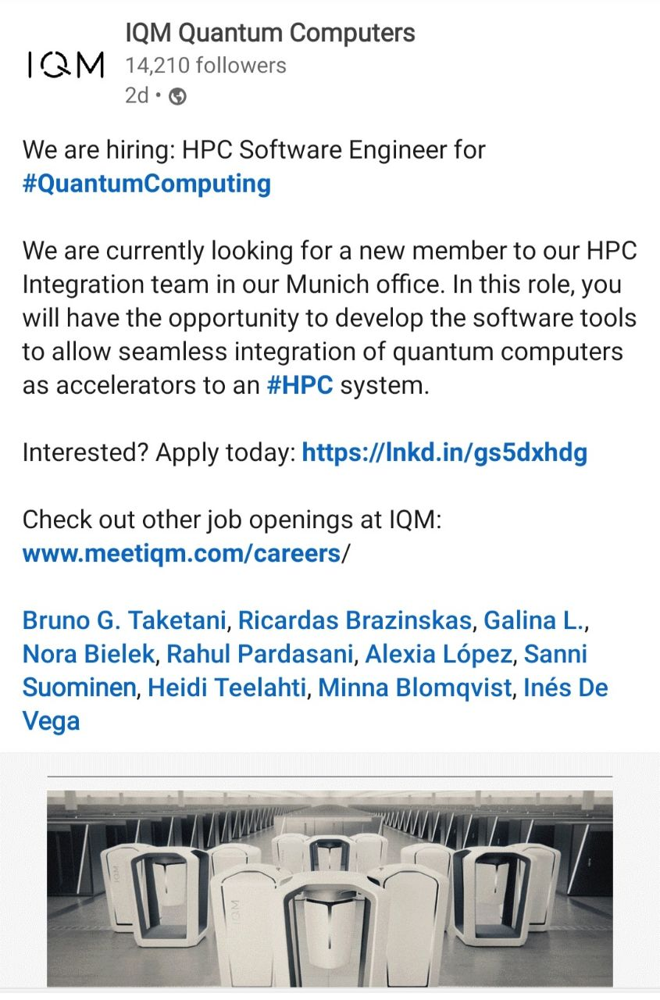 IQM Quantum Computers
IQM
14,210 followers
2d •
We are hiring: HPC Software Engineer for
#QuantumComputing
We are currently looking for a new member to our HPC
Integration team in our Munich office. In this role, you
will have the opportunity to develop the software tools
to allow seamless integration of quantum computers
as accelerators to an #HPC system.
Interested? Apply today: https://lnkd.in/gs5dxhdg
Check out other job openings at IQM:
www.meetiqm.com/careers/
Bruno G. Taketani, Ricardas Brazinskas, Galina L.,
Nora Bielek, Rahul Pardasani, Alexia López, Sanni
Suominen, Heidi Teelahti, Minna Blomqvist, Inés De
Vega
IQM
IQM